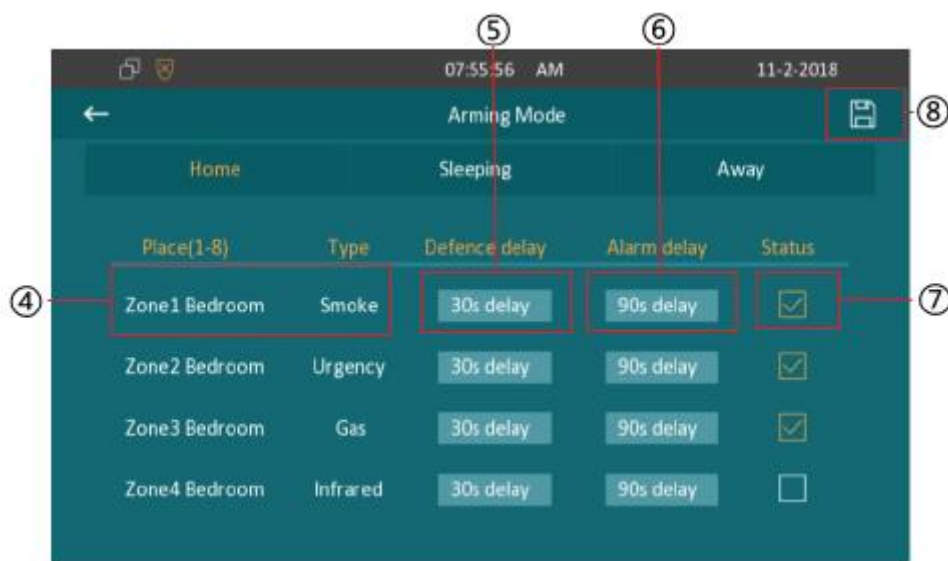 ⑤ ⑥
07:55:56 AM 11-2-2018
Arming Mode ⑧
Home Sleeping Away
Place(1-8) Type Defence delay Alarm delay Status
④ Zone1 Bedroom Smoke 30s delay 90s delay ⑦
Zone2 Bedroom Urgency 30s delay 90s delay
Zone3 Bedroom Gas 30s delay 90s delay
Zone4 Bedroom Infrared 30s delay 90s delay